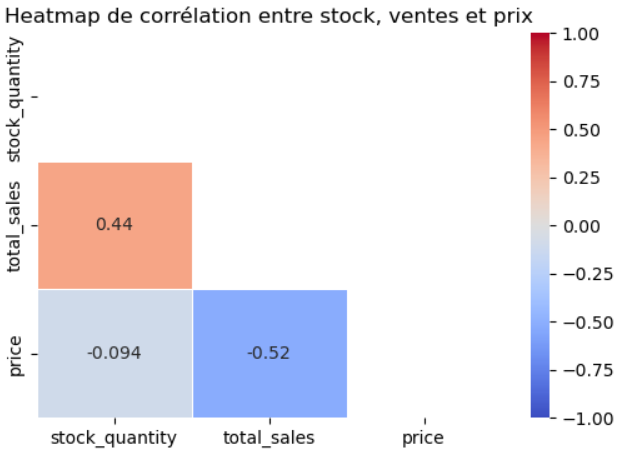 Heatmap de corrélation entre stock, ventes et prix
stock_quantity
total_sales
price
0.44
-0.094
-0.52
stock_quantity
total_sales
price
1.00
0.75
0.50
0.25
0.00
−0.25
−0.50
−0.75
−1.00